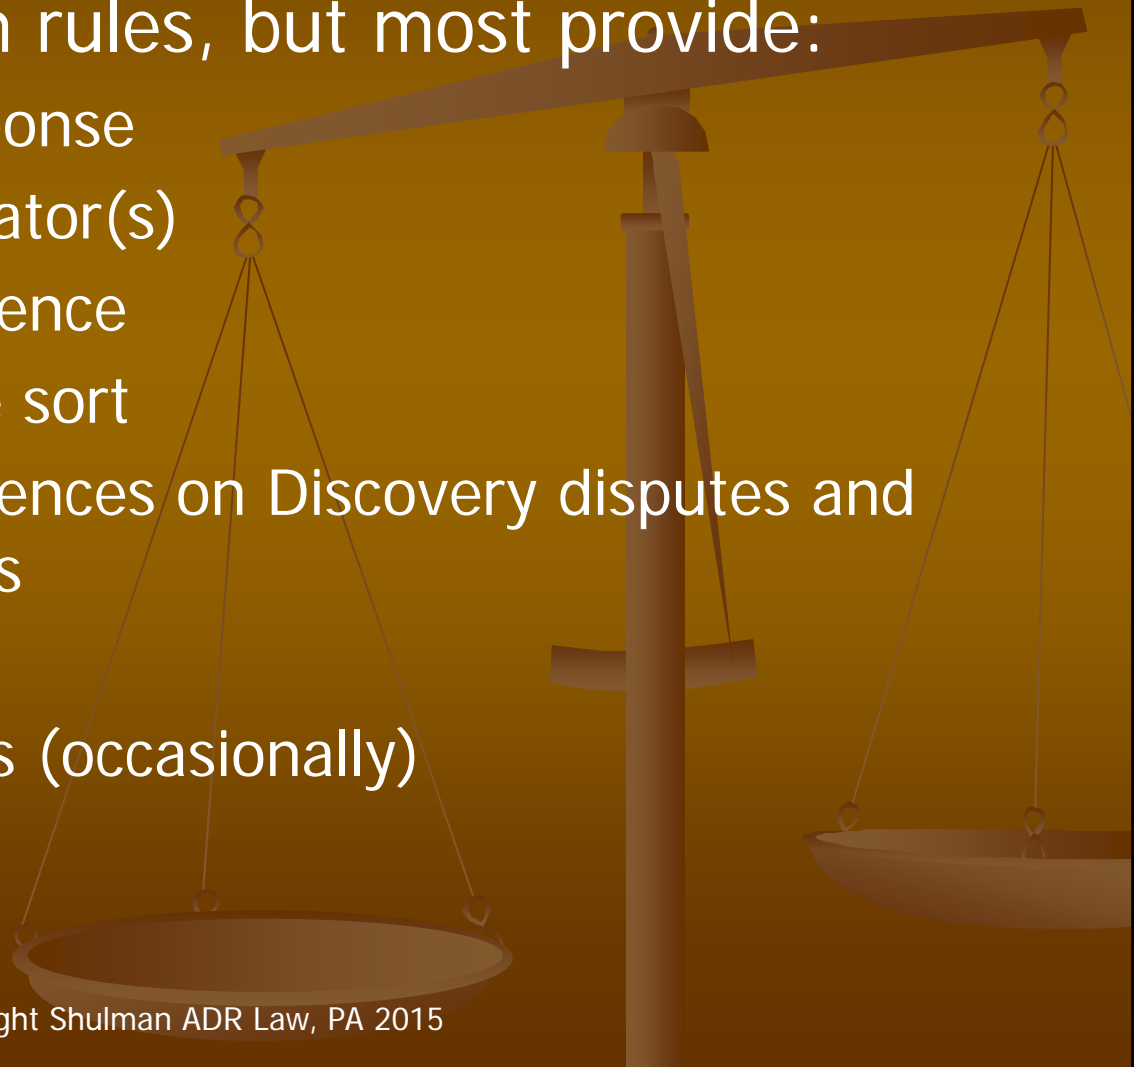 n rules, but most provide:
onse
ator(s)
ence
e sort
ences on Discovery disputes and
s
s (occasionally)
ght Shulman ADR Law, PA 2015